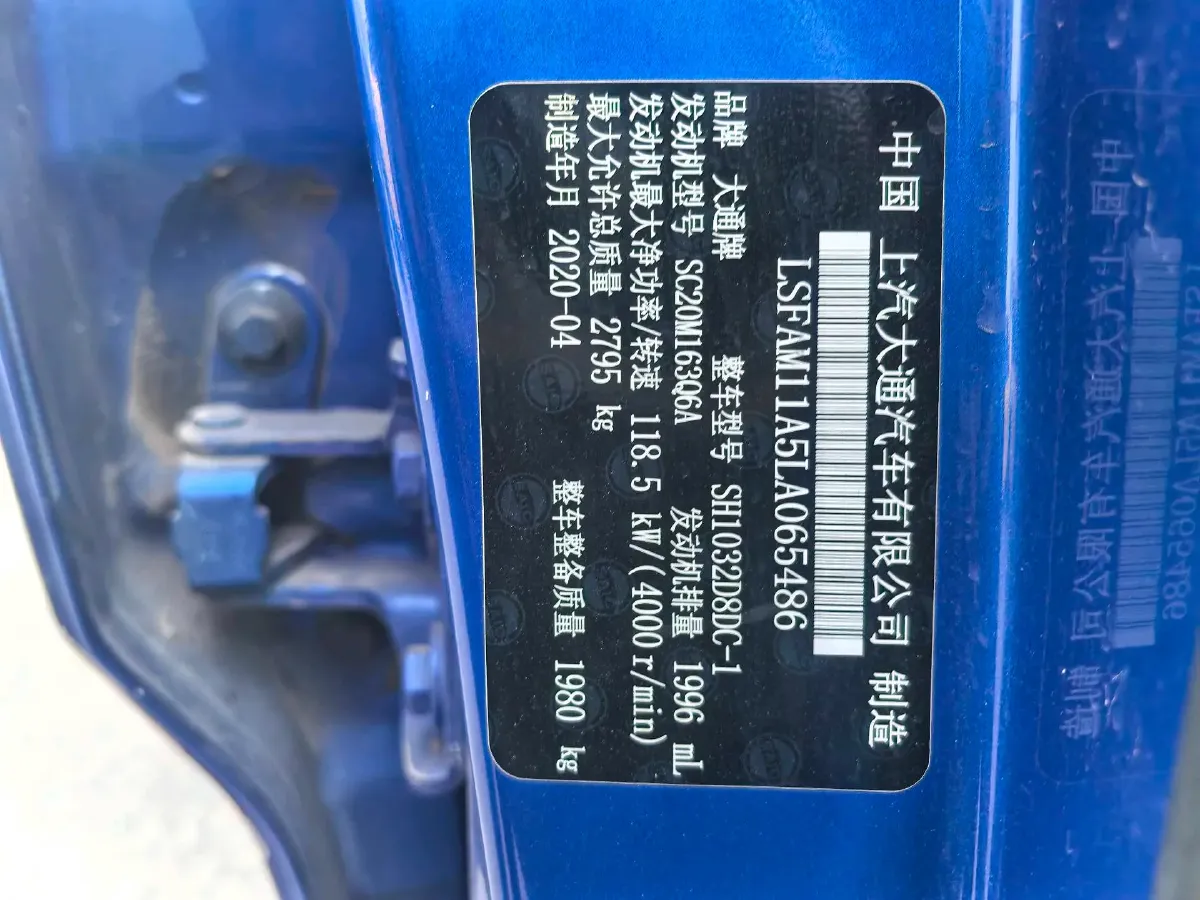 中国 上汽大通汽车有限公司 制造
LSFAM11A5LA065486
品牌 大通牌 整车型号 SH1032D8DC-1
发动机型号 SC20M163Q6A 发动机排量 1996 mL
发动机最大净功率/转速 118.5 kW/(4000r/min)
最大允许总质量 2795 kg
制造年月 2020-04 整车整备质量 1980 kg